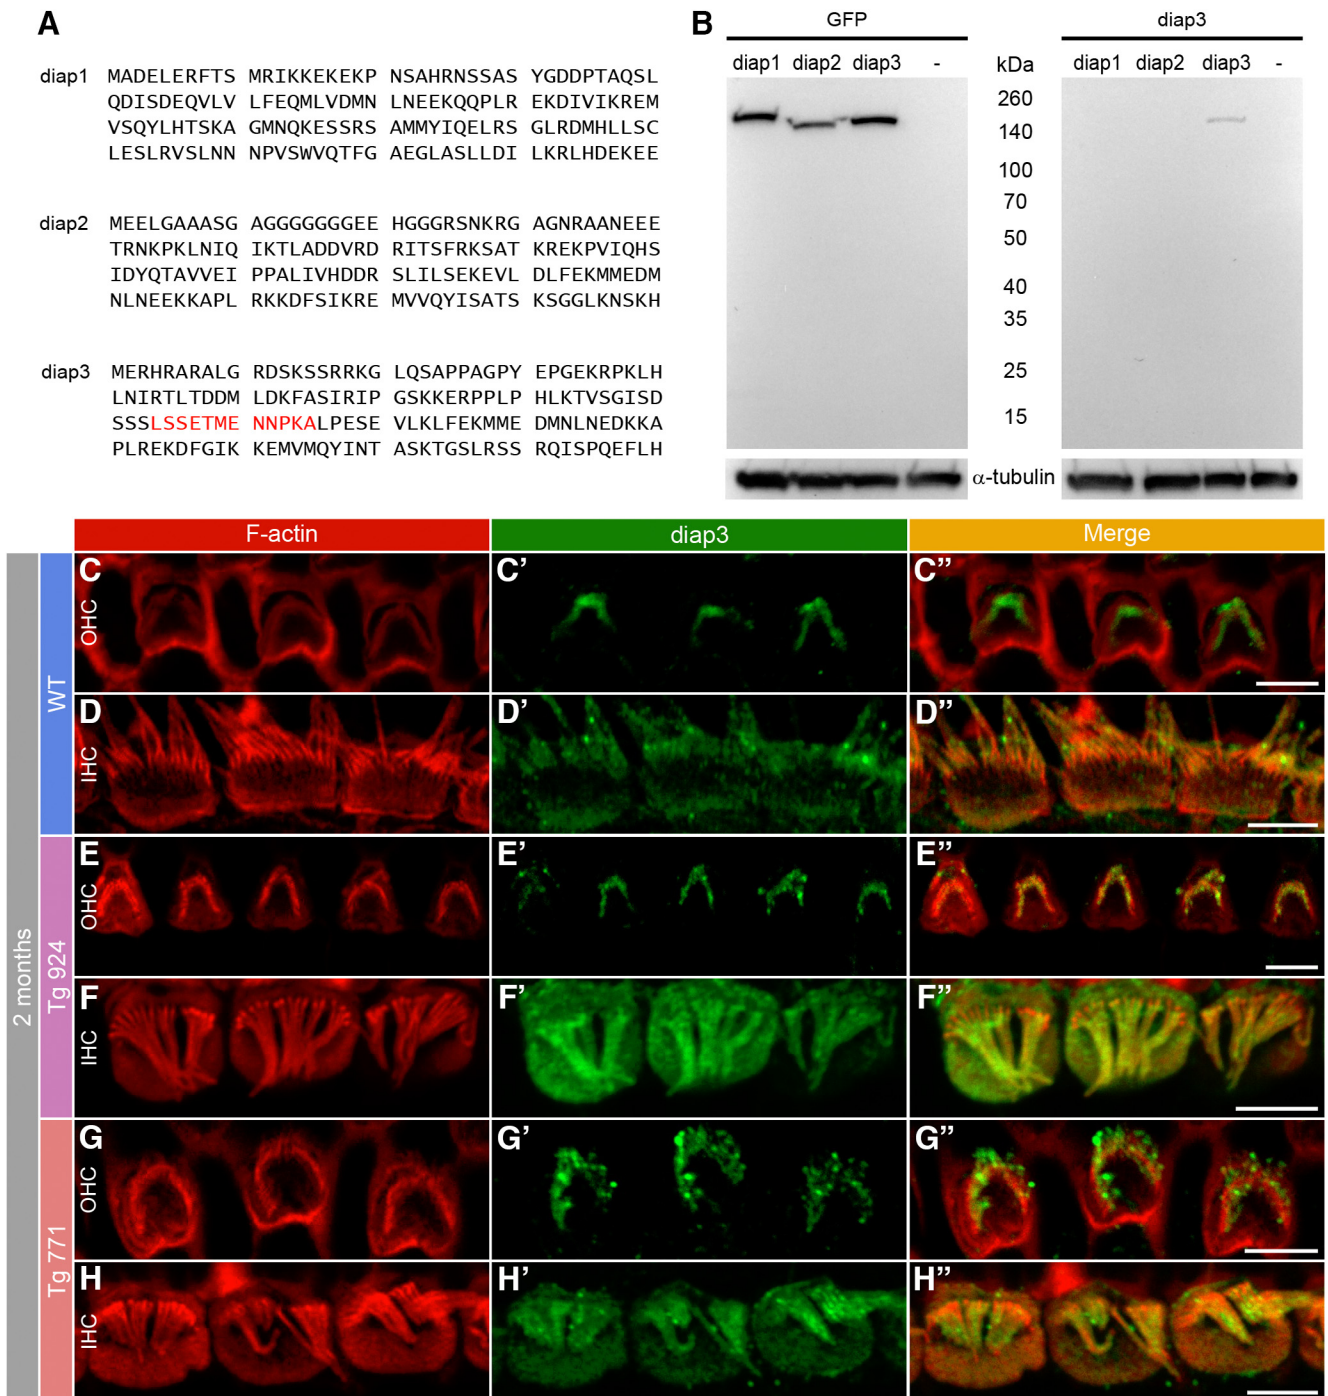 A
diap1 MADELERFTS MRIKKEKEKP NSAHRNSSAS YGDDPTAQSL
QDISDEQVLV LFEQMLVDMN LNEEKQQPLR EKDIVIKREM
VSQYLHTSKA GMNQKESSRS AMMYIQELRS GLRDMHLLSC
LESLRVSLNN NPVSWVQTFG AEGLASLLDI LKRLHDEKEE
diap2 MEELGAAASG AGGGGGGGEE HGGGRSNKRG AGNRAANEEE
TRNKPKLNIQ IKTLADDVRD RITSFRKSAT KREKPVIQHS
IDYQTAVVEI PPALIVHDDR SLILSEKEVL DLFEKMMEDM
NLNEEKKAPL RKKDFSIKRE MVVQYISATS KSGGLKNSKH
diap3 MERHRARALG RDSKSSRRKG LQSAPPAGPY EPGEKRPKLH
LNIRTLTDDM LDKFASIRIP GSKKERPPLP HLKTVSGISD
SSSLSSETME NNPKALPESE VLKLFEKMME DMNLNEDKKA
PLREKDFGIK KEMVMQYINT ASKTGSLRSS RQISPQEFLH
B
GFP
diap3
diap1 diap2 diap3 -
kDa
diap1 diap2 diap3 -
260
140
100
70
50
40
35
25
15
α-tubulin
F-actin
diap3
Merge
2 months
WT
OHC
C
C’
C”
IHC
D
D’
D”
Tg 924
OHC
E
E’
E”
IHC
F
F’
F”
Tg 771
OHC
G
G’
G”
IHC
H
H’
H”